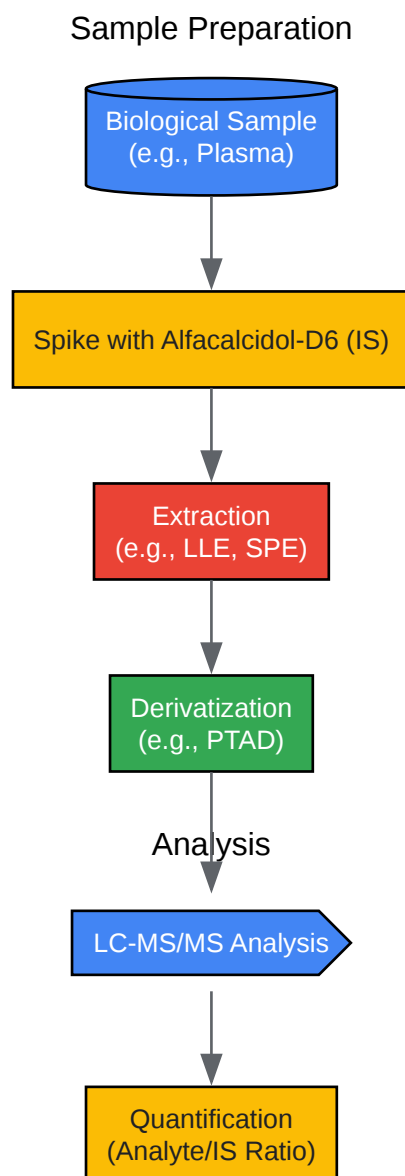 Sample Preparation
Biological Sample
(e.g., Plasma)
Spike with Alfacalcidol-D6 (IS)
Extraction
(e.g., LLE, SPE)
Derivatization
(e.g., PTAD)
Analysis
LC-MS/MS Analysis
Quantification
(Analyte/IS Ratio)